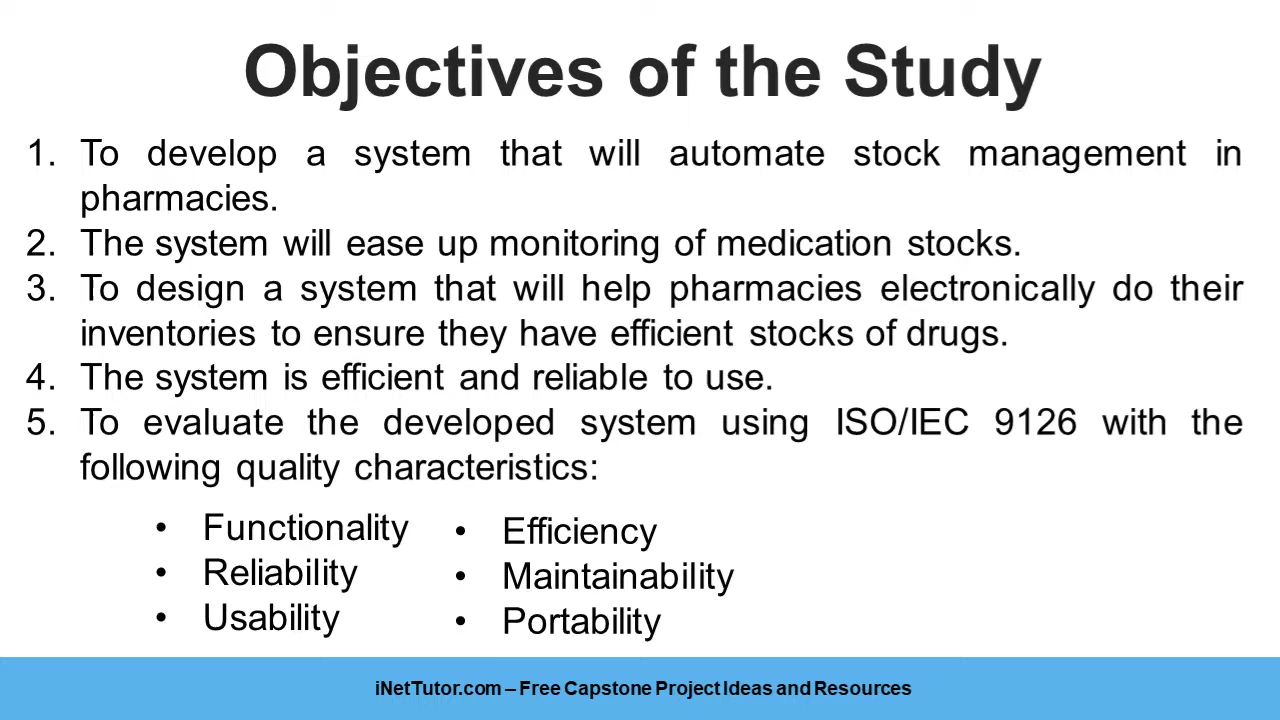 Objectives of the Study
1. To develop a system that will automate stock management in
pharmacies.
2. The system will ease up monitoring of medication stocks.
3. To design a system that will help pharmacies electronically do their
inventories to ensure they have efficient stocks of drugs.
4. The system is efficient and reliable to use.
5. To evaluate the developed system using ISO/IEC 9126 with the
following quality characteristics:
• Functionality
• Reliability
• Usability
• Efficiency
• Maintainability
• Portability
iNetTutor.com – Free Capstone Project Ideas and Resources